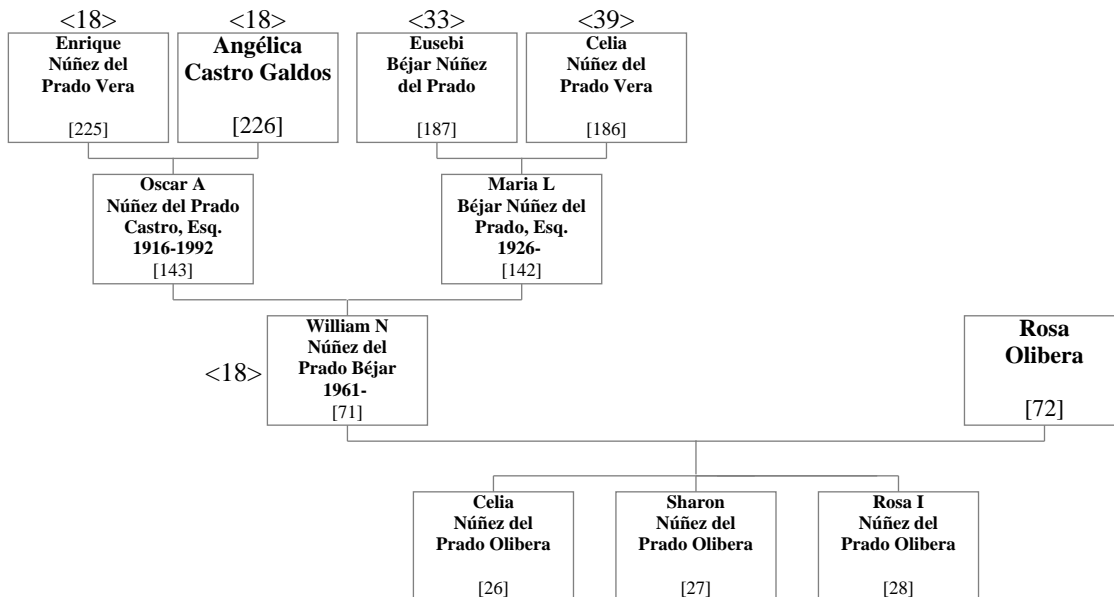 <18>
<18>
<33>
<39>
Enrique
Núñez del
Prado Vera
[225]
Angélica
Castro Galdos
[226]
Eusebi
Béjar Núñez
del Prado
[187]
Celia
Núñez del
Prado Vera
[186]
Oscar A
Núñez del Prado
Castro, Esq.
1916-1992
[143]
Maria L
Béjar Núñez del
Prado, Esq.
1926-
[142]
<18>
William N
Núñez del
Prado Béjar
1961-
[71]
Rosa
Olibera
[72]
Celia
Núñez del
Prado Olibera
[26]
Sharon
Núñez del
Prado Olibera
[27]
Rosa I
Núñez del
Prado Olibera
[28]